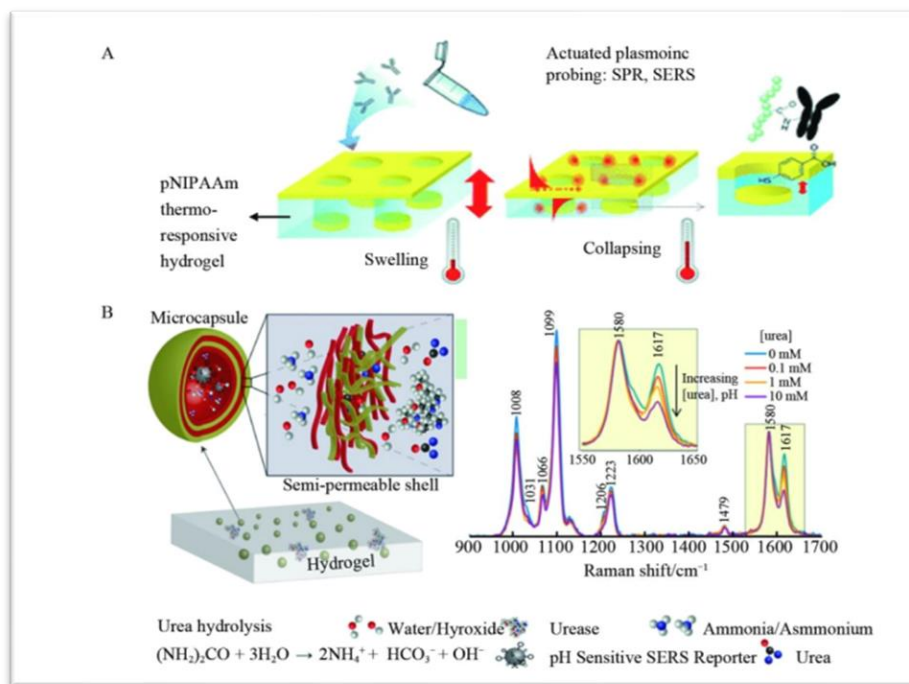 A
Actuated plasmoinc
probing: SPR, SERS
pNIPAAm
thermo-
responsive
hydrogel
Swelling
Collapsing
HS
O
OH
B
Microcapsule
Semi-permeable shell
Hydrogel
1008
1031
1066
1099
1206
1223
1479
1580
1617
1580
1617
Increasing
[urea], pH
1550
1600
1650
[urea]
0 mM
0.1 mM
1 mM
10 mM
900 1000 1100 1200 1300 1400 1500 1600 1700
Raman shift/cm⁻¹
Urea hydrolysis
Water/Hyroxide
Urease
Ammonia/Asmmonium
(NH₂)₂CO + 3H₂O → 2NH₄⁺ + HCO₃⁻ + OH⁻
pH Sensitive SERS Reporter
Urea